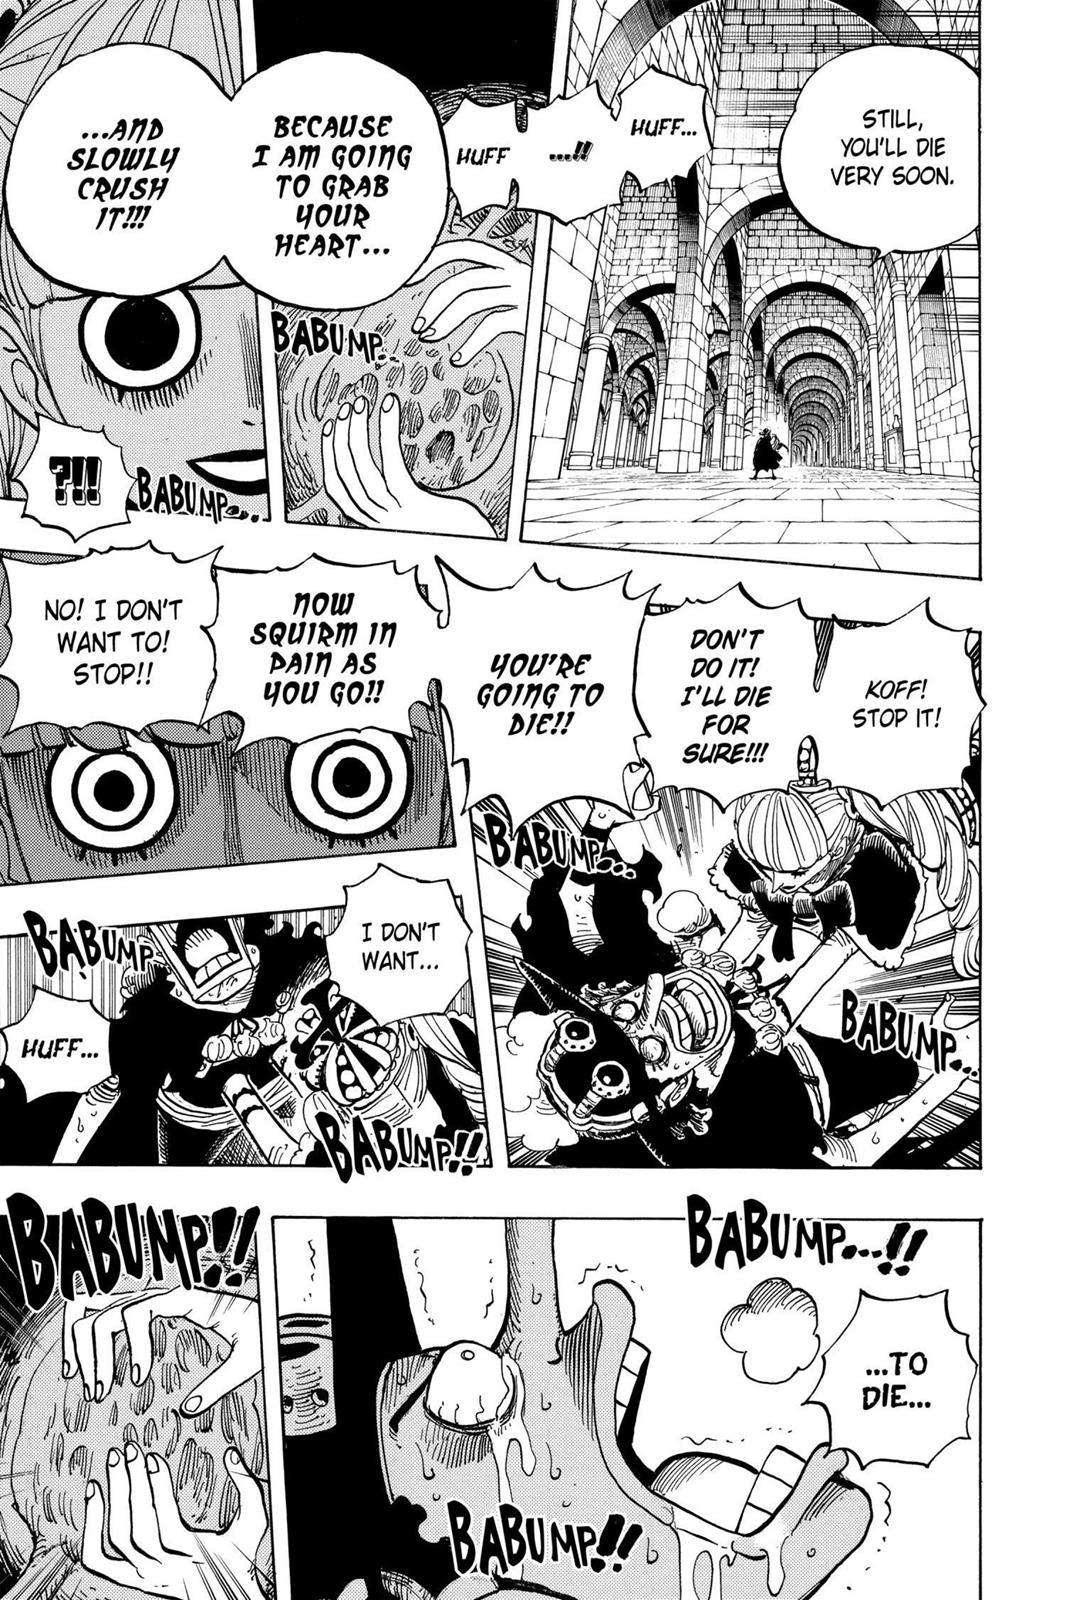 STILL,
YOU'LL DIE
VERY SOON.
HUFF...
...!!
HUFF
BECAUSE
I AM GOING
TO GRAB
YOUR
HEART...
BABUMP...
...AND
SLOWLY
CRUSH
IT!!!
?!!
BABUMP....
KOFF!
STOP IT!
DON'T
DO IT!
I'LL DIE
FOR
SURE!!!
YOU'RE
GOING TO
DIE!!
BABUMP...
BABUMP...
NOW
SQUIRM IN
PAIN AS
YOU GO!!
NO! I DON'T
WANT TO!
STOP!!
I DON'T
WANT...
BABUMP
HUFF...
BABUMP!!
BABUMP...!!
...TO
DIE...
BABUMP!!
BABUMP!!